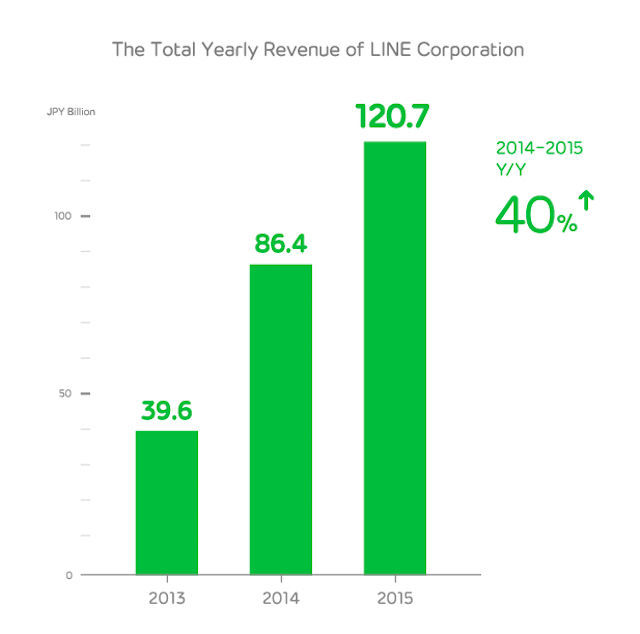 The Total Yearly Revenue of LINE Corporation
JPY Billion
120.7
2014-2015
Y/Y
40%↑
100
86.4
50
39.6
0
2013 2014 2015